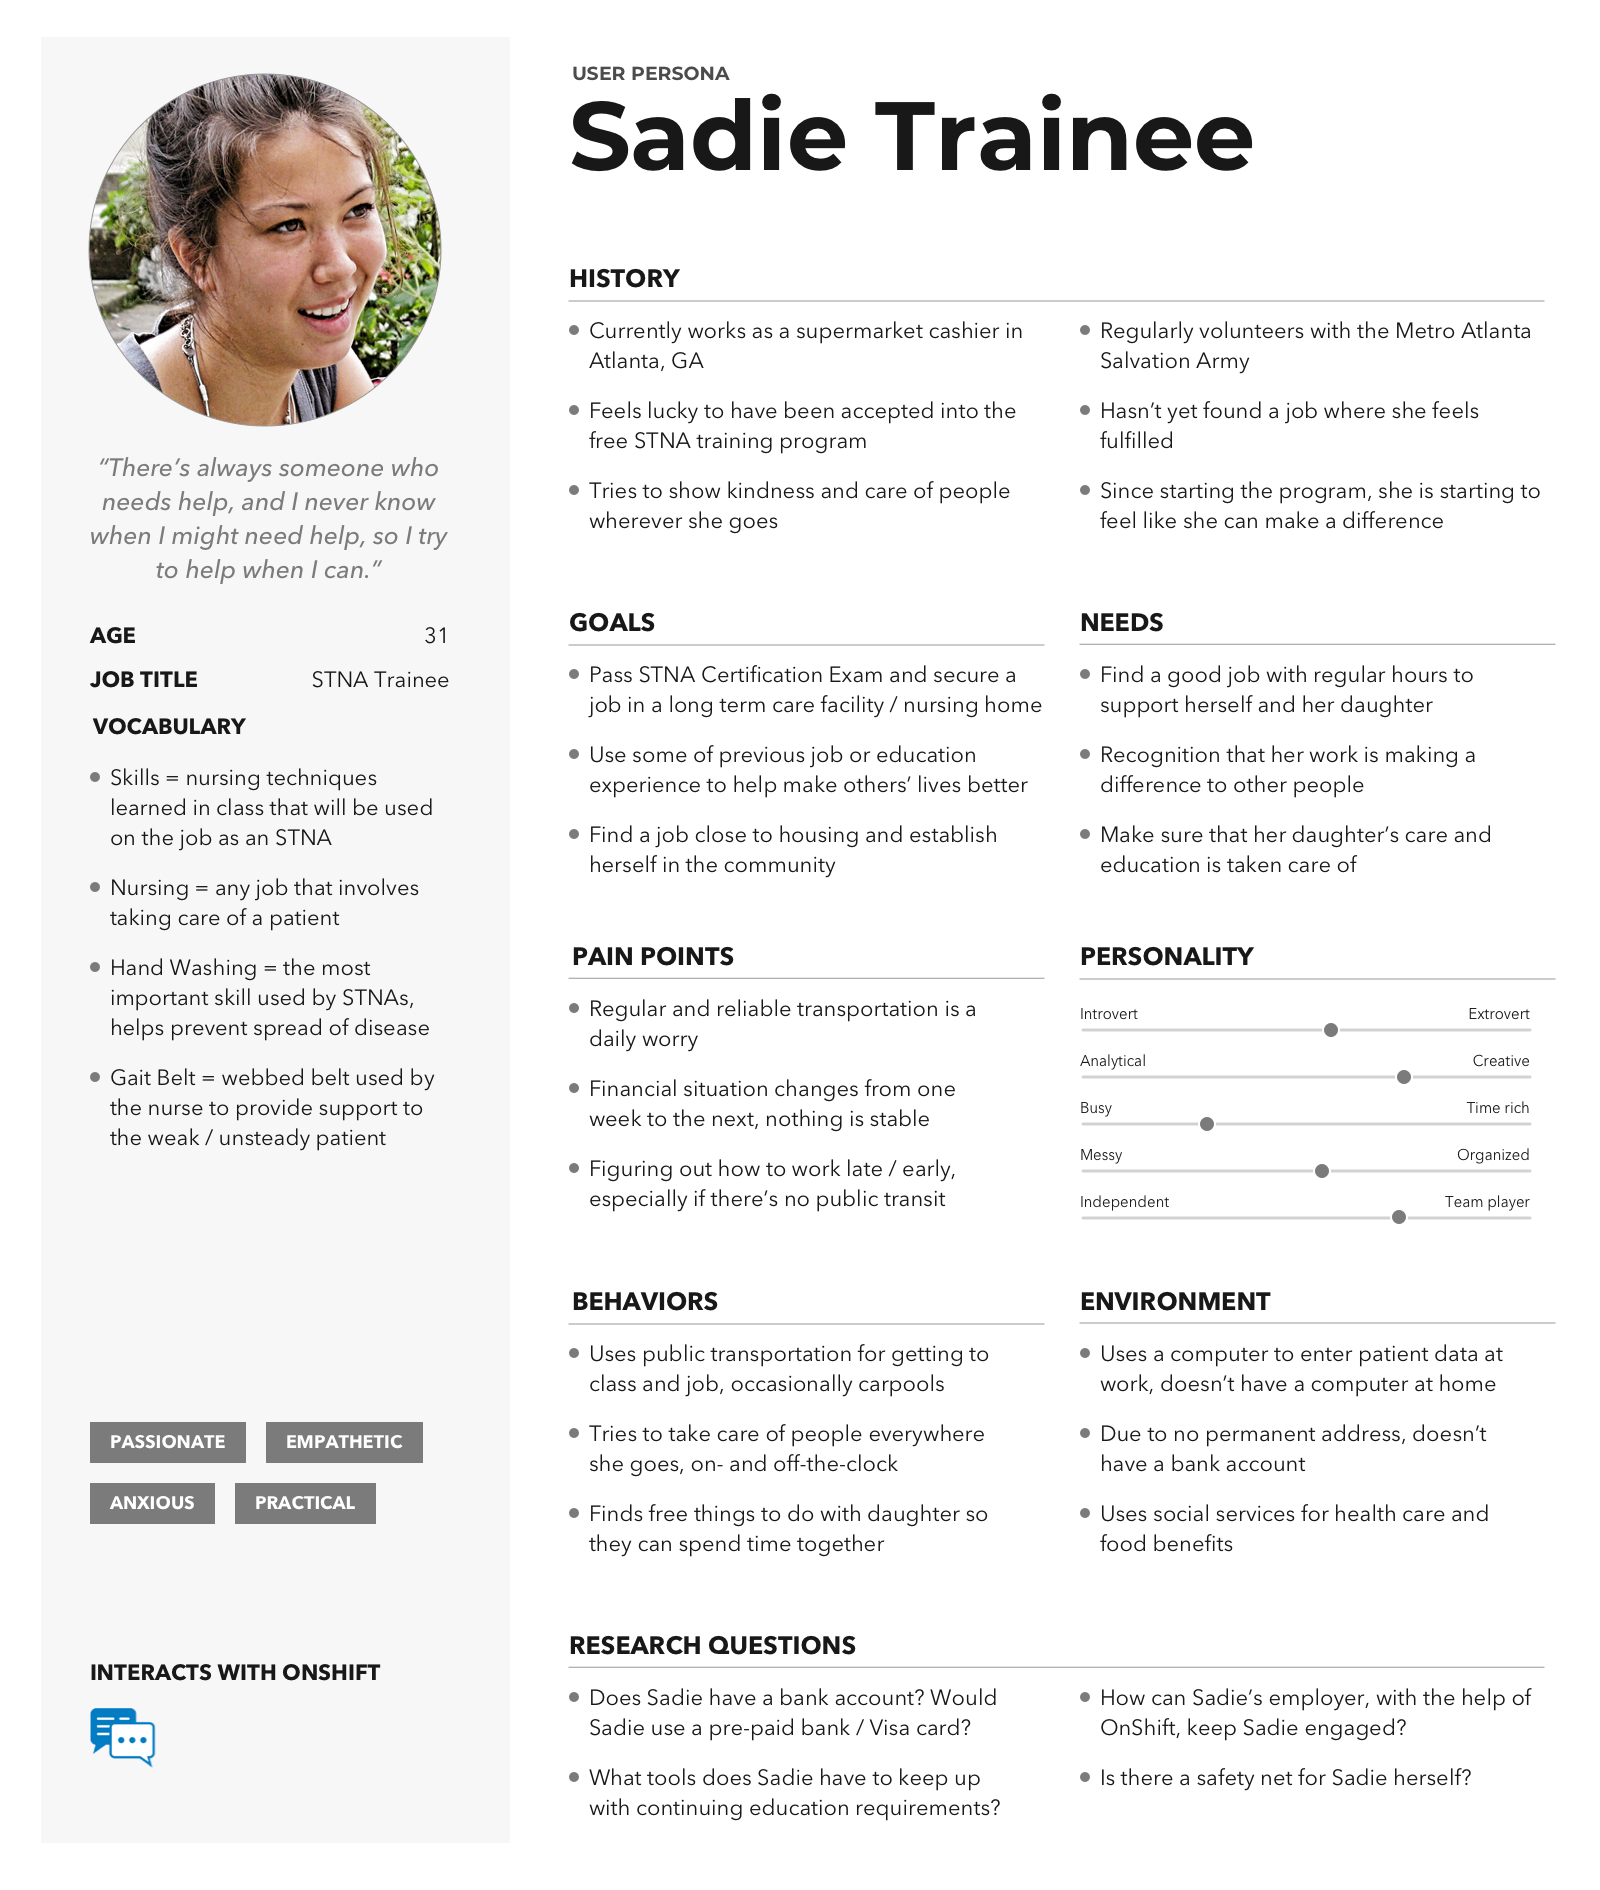 USER PERSONA
Sadie Trainee
“There’s always someone who
needs help, and I never know
when I might need help, so I try
to help when I can.”
AGE 31
JOB TITLE STNA Trainee
VOCABULARY
Skills = nursing techniques
learned in class that will be used
on the job as an STNA
Nursing = any job that involves
taking care of a patient
Hand Washing = the most
important skill used by STNAs,
helps prevent spread of disease
Gait Belt = webbed belt used by
the nurse to provide support to
the weak / unsteady patient
PASSIONATE EMPATHETIC
ANXIOUS PRACTICAL
INTERACTS WITH ONSHIFT
HISTORY
Currently works as a supermarket cashier in
Atlanta, GA
Feels lucky to have been accepted into the
free STNA training program
Tries to show kindness and care of people
wherever she goes
Regularly volunteers with the Metro Atlanta
Salvation Army
Hasn’t yet found a job where she feels
fulfilled
Since starting the program, she is starting to
feel like she can make a difference
GOALS
Pass STNA Certification Exam and secure a
job in a long term care facility / nursing home
Use some of previous job or education
experience to help make others’ lives better
Find a job close to housing and establish
herself in the community
NEEDS
Find a good job with regular hours to
support herself and her daughter
Recognition that her work is making a
difference to other people
Make sure that her daughter’s care and
education is taken care of
PAIN POINTS
Regular and reliable transportation is a
daily worry
Financial situation changes from one
week to the next, nothing is stable
Figuring out how to work late / early,
especially if there’s no public transit
PERSONALITY
Introvert Extrovert
Analytical Creative
Busy Time rich
Messy Organized
Independent Team player
BEHAVIORS
Uses public transportation for getting to
class and job, occasionally carpools
Tries to take care of people everywhere
she goes, on- and off-the-clock
Finds free things to do with daughter so
they can spend time together
ENVIRONMENT
Uses a computer to enter patient data at
work, doesn’t have a computer at home
Due to no permanent address, doesn’t
have a bank account
Uses social services for health care and
food benefits
RESEARCH QUESTIONS
Does Sadie have a bank account? Would
Sadie use a pre-paid bank / Visa card?
What tools does Sadie have to keep up
with continuing education requirements?
How can Sadie’s employer, with the help of
OnShift, keep Sadie engaged?
Is there a safety net for Sadie herself?